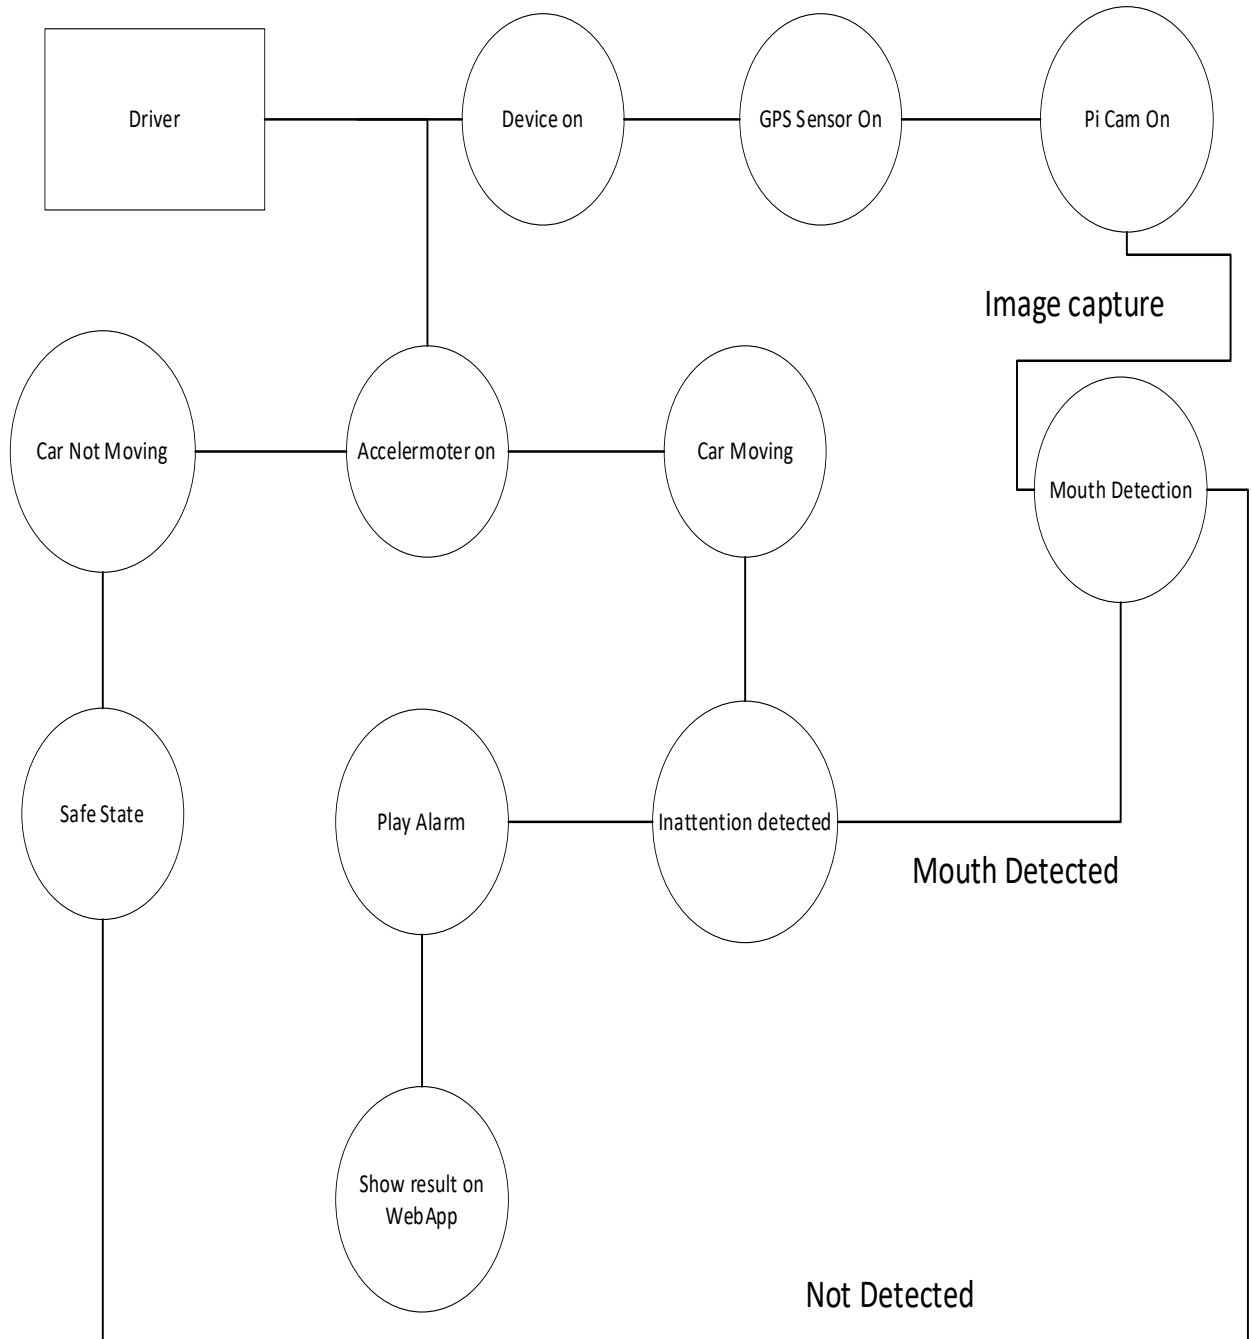 Driver
Device on
GPS Sensor On
Pi Cam On
Image capture
Car Not Moving
Accelermoter on
Car Moving
Mouth Detection
Safe State
Play Alarm
Inattention detected
Mouth Detected
Show result on
WebApp
Not Detected